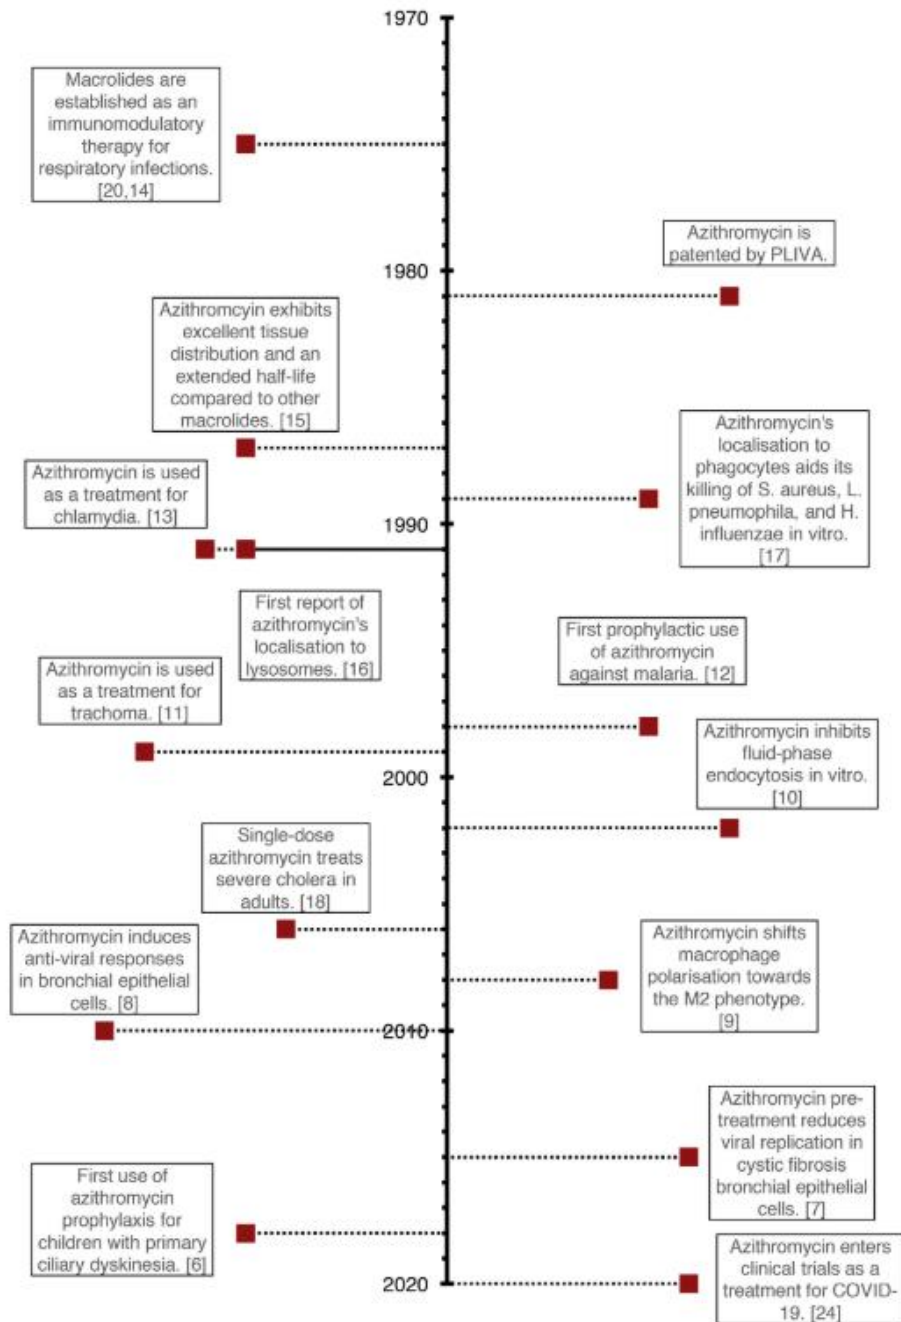 1970
Macrolides are
established as an
immunomodulatory
therapy for
respiratory infections.
[20,14]
Azithromycin is
patented by PLIVA.
1980
Azithromcyin exhibits
excellent tissue
distribution and an
extended half-life
compared to other
macrolides. [15]
Azithromycin's
localisation to
phagocytes aids its
killing of S. aureus, L.
pneumophila, and H.
influenzae in vitro.
[17]
Azithromycin is used
as a treatment for
chlamydia. [13]
1990
First report of
azithromycin's
localisation to
lysosomes. [16]
First prophylactic use
of azithromycin
against malaria. [12]
Azithromycin is used
as a treatment for
trachoma. [11]
Azithromycin inhibits
fluid-phase
endocytosis in vitro.
[10]
2000
Single-dose
azithromycin treats
severe cholera in
adults. [18]
Azithromycin induces
anti-viral responses
in bronchial epithelial
cells. [8]
Azithromycin shifts
macrophage
polarisation towards
the M2 phenotype.
[9]
2010
Azithromycin pre-
treatment reduces
viral replication in
cystic fibrosis
bronchial epithelial
cells. [7]
First use of
azithromycin
prophylaxis for
children with primary
ciliary dyskinesia. [6]
Azithromycin enters
clinical trials as a
treatment for COVID-
19. [24]
2020